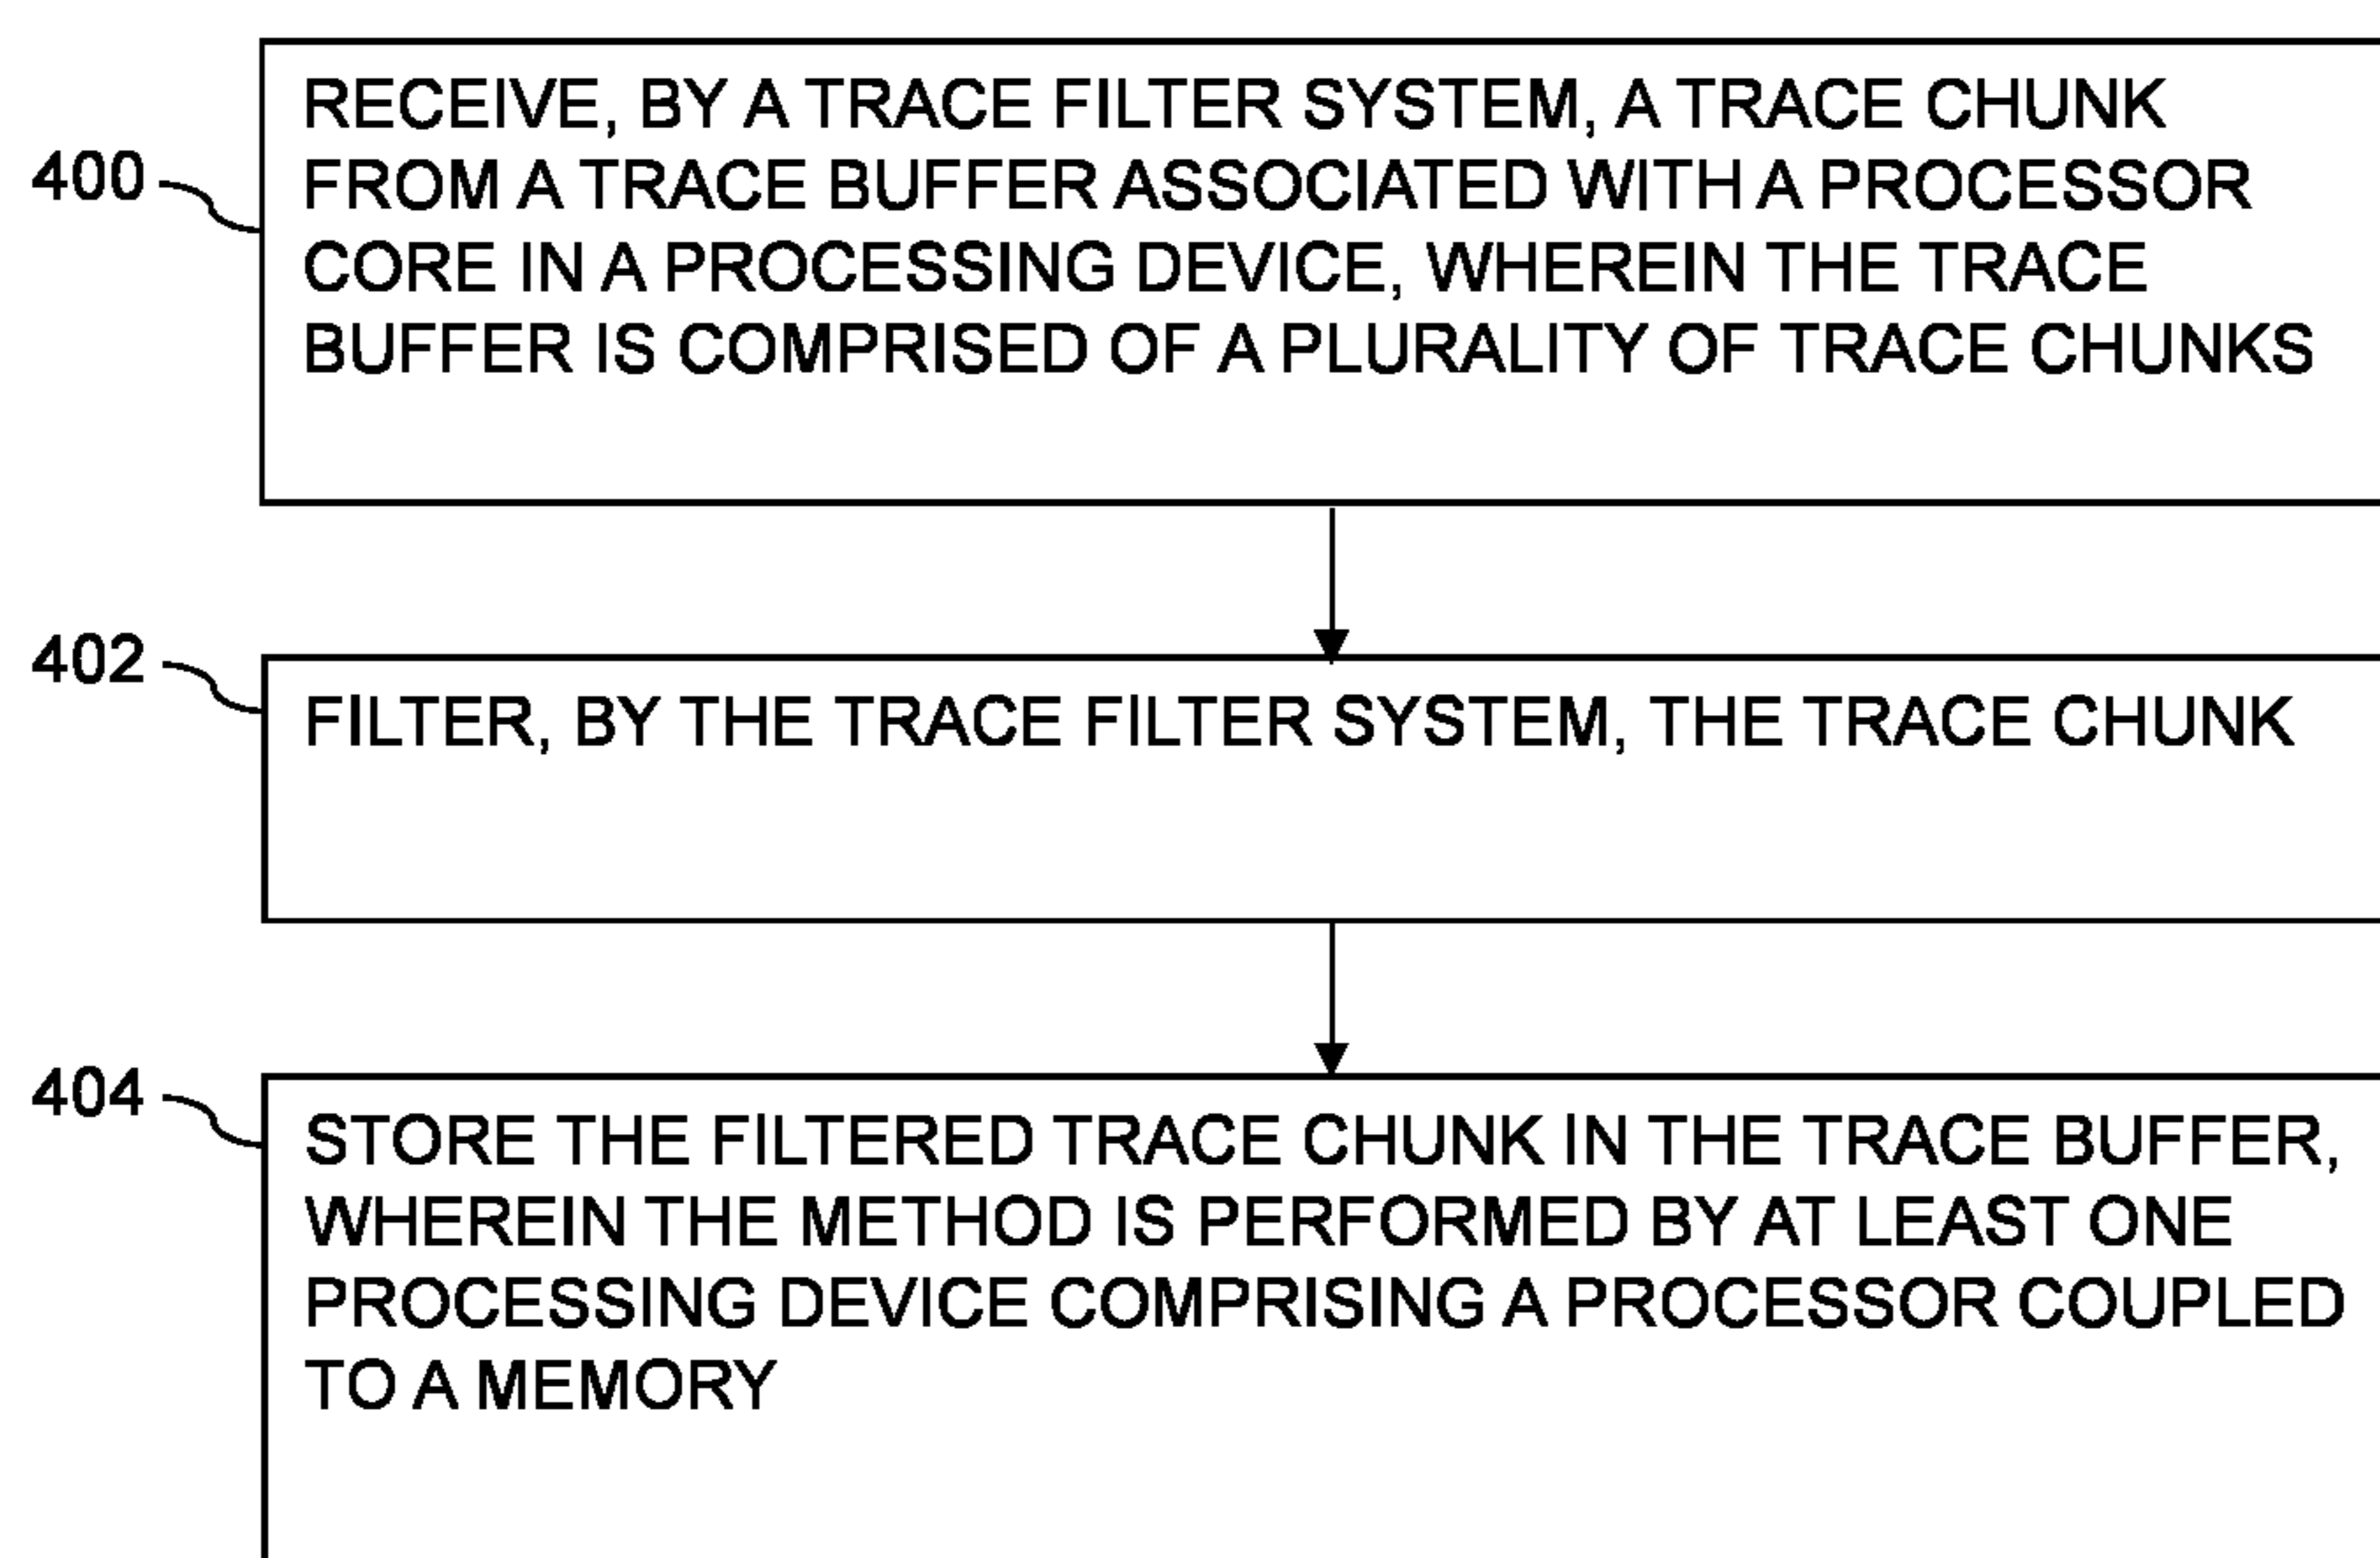 400
RECEIVE, BY A TRACE FILTER SYSTEM, A TRACE CHUNK
FROM A TRACE BUFFER ASSOCIATED WITH A PROCESSOR
CORE IN A PROCESSING DEVICE, WHEREIN THE TRACE
BUFFER IS COMPRISED OF A PLURALITY OF TRACE CHUNKS
402
FILTER, BY THE TRACE FILTER SYSTEM, THE TRACE CHUNK
404
STORE THE FILTERED TRACE CHUNK IN THE TRACE BUFFER,
WHEREIN THE METHOD IS PERFORMED BY AT LEAST ONE
PROCESSING DEVICE COMPRISING A PROCESSOR COUPLED
TO A MEMORY